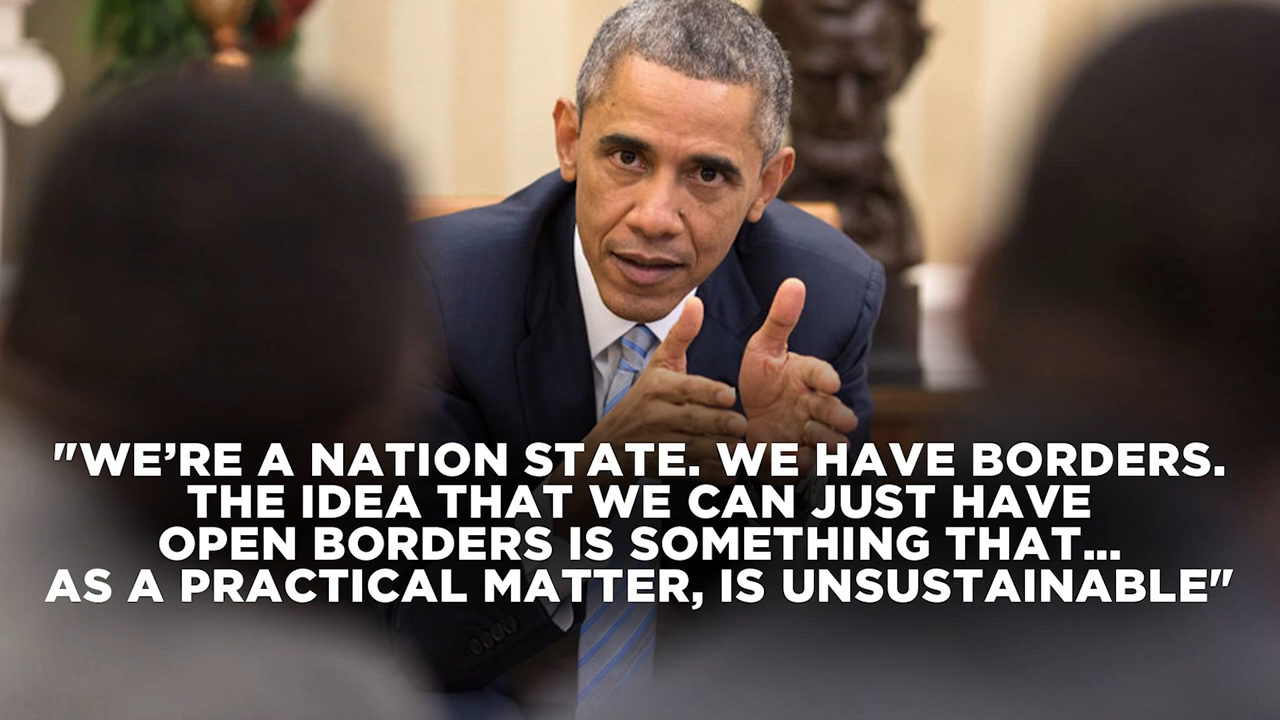 "WE’RE A NATION STATE. WE HAVE BORDERS.
THE IDEA THAT WE CAN JUST HAVE
OPEN BORDERS IS SOMETHING THAT...
AS A PRACTICAL MATTER, IS UNSUSTAINABLE"